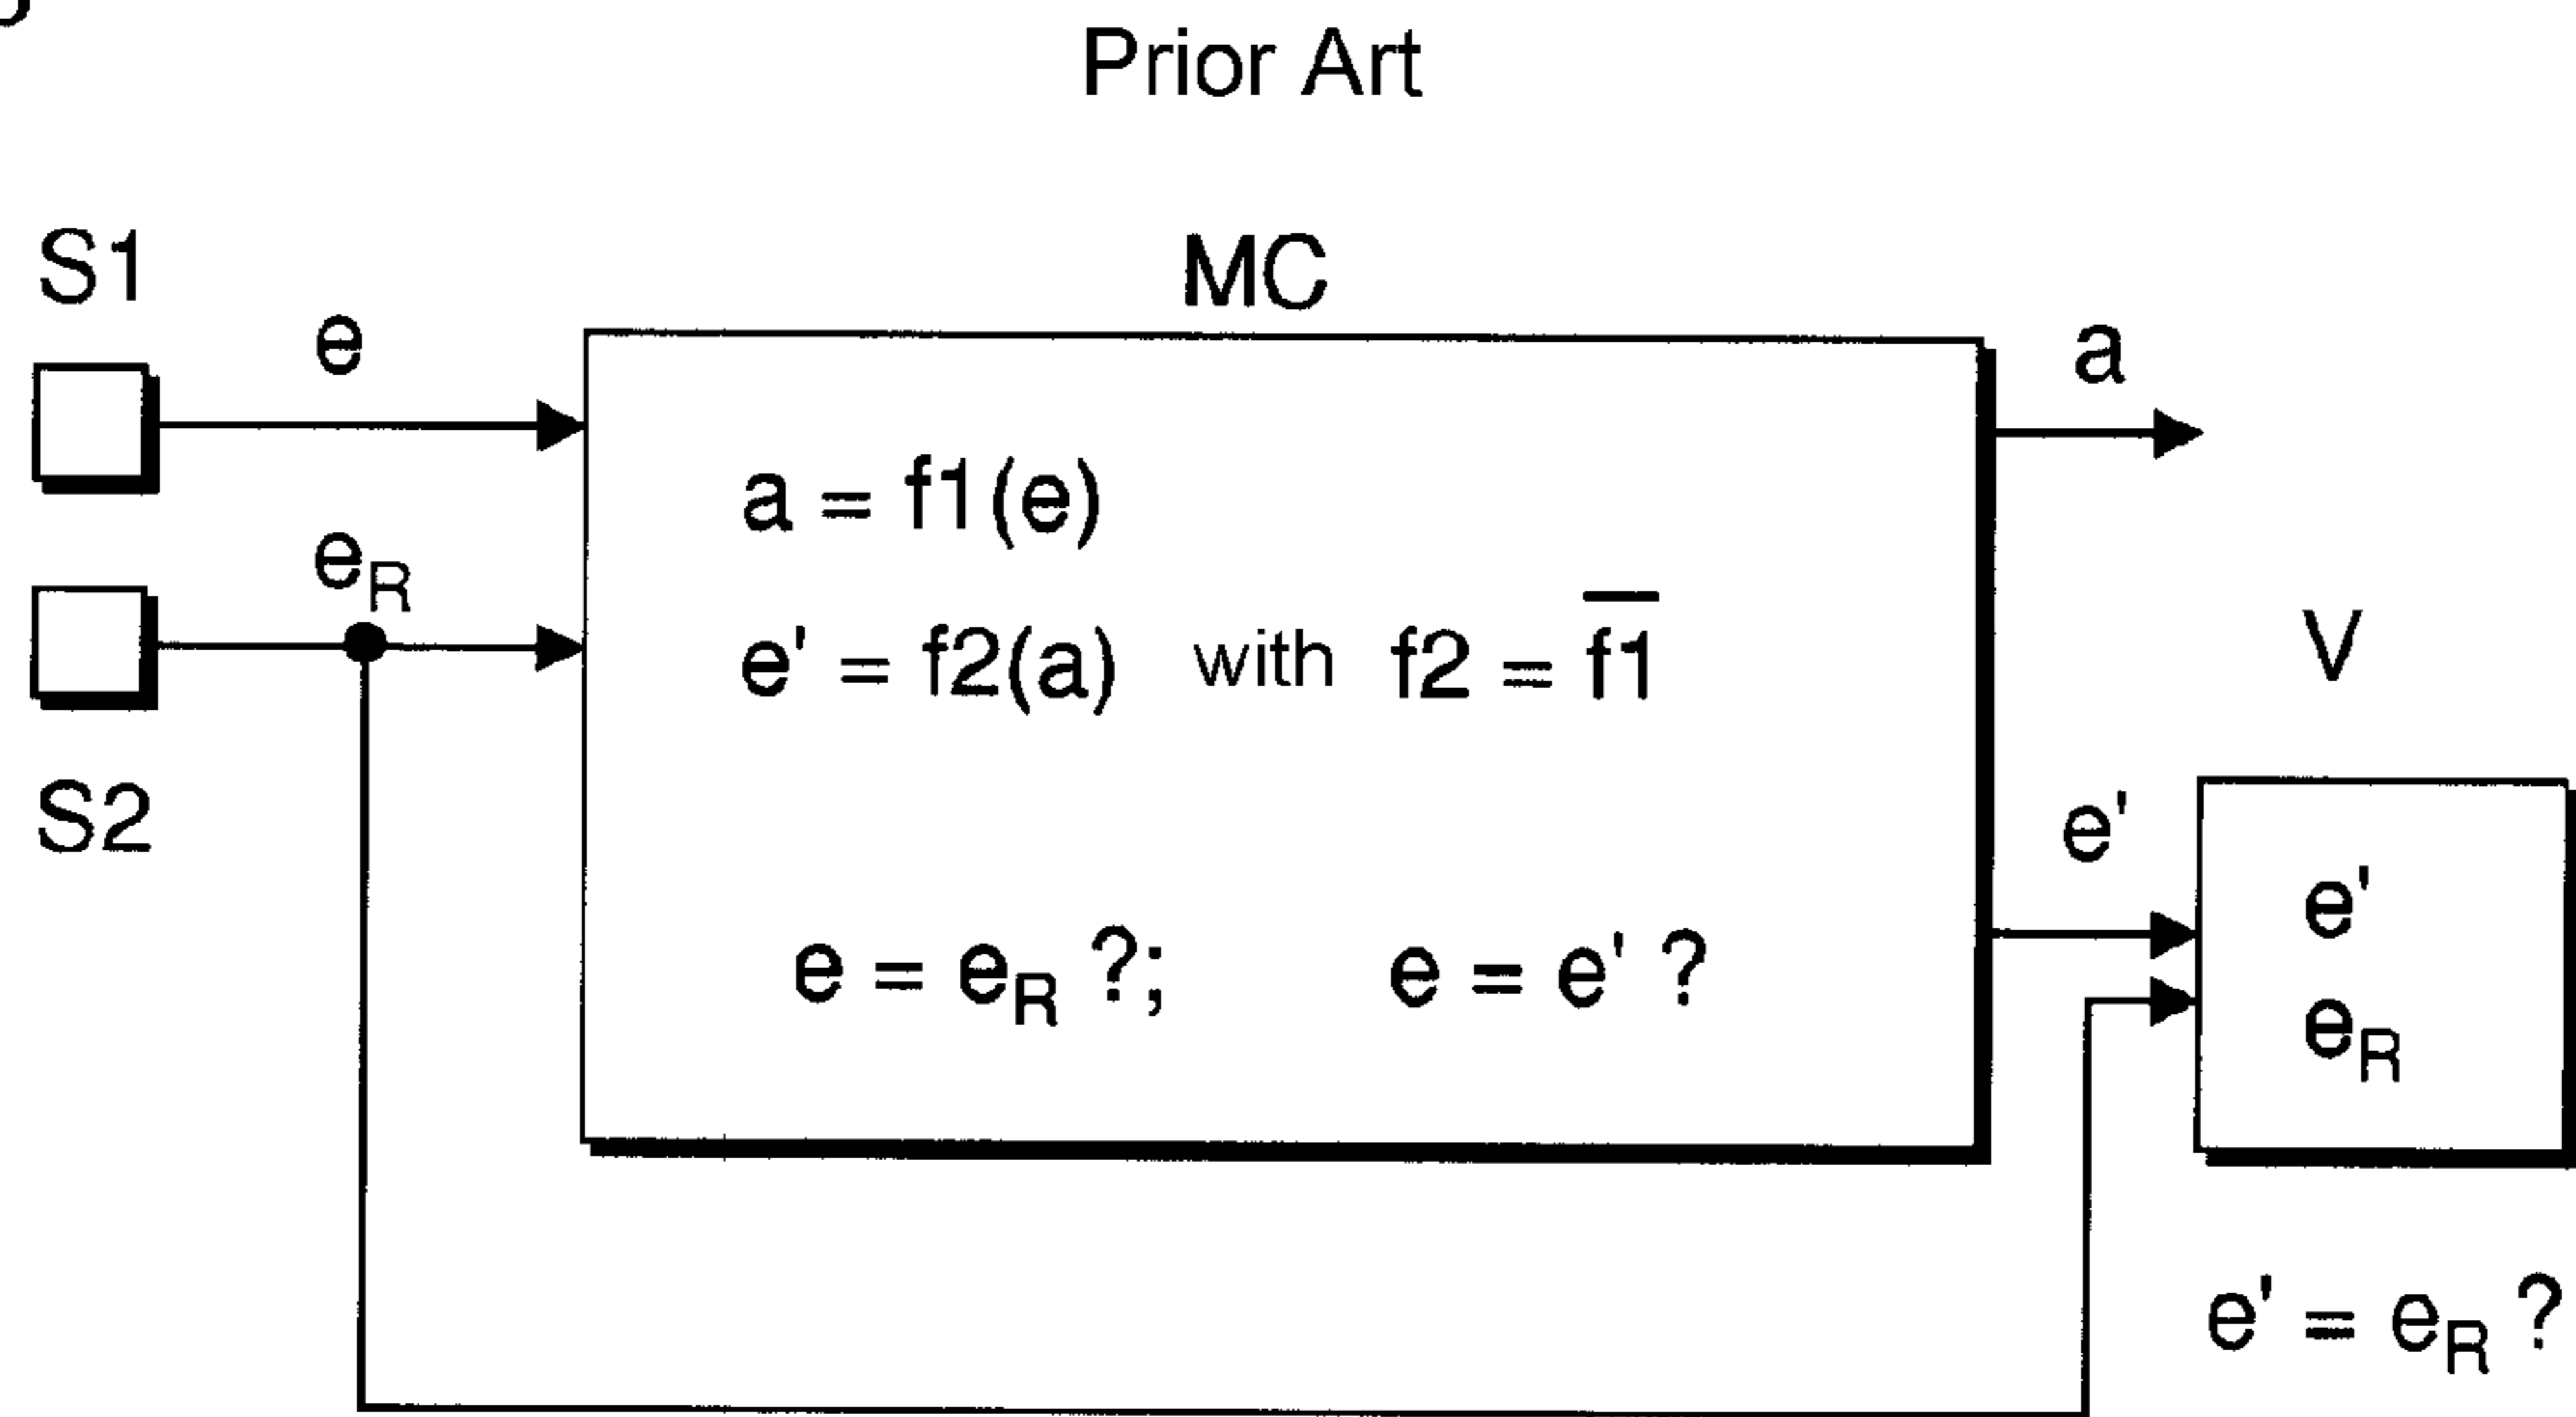 Prior Art
S1
e
MC
a
a = f1(e)
e_R
e' = f2(a) with f2 = f1̅
V
S2
e'
e'
e = e_R ?; e = e' ?
e_R
e' = e_R ?